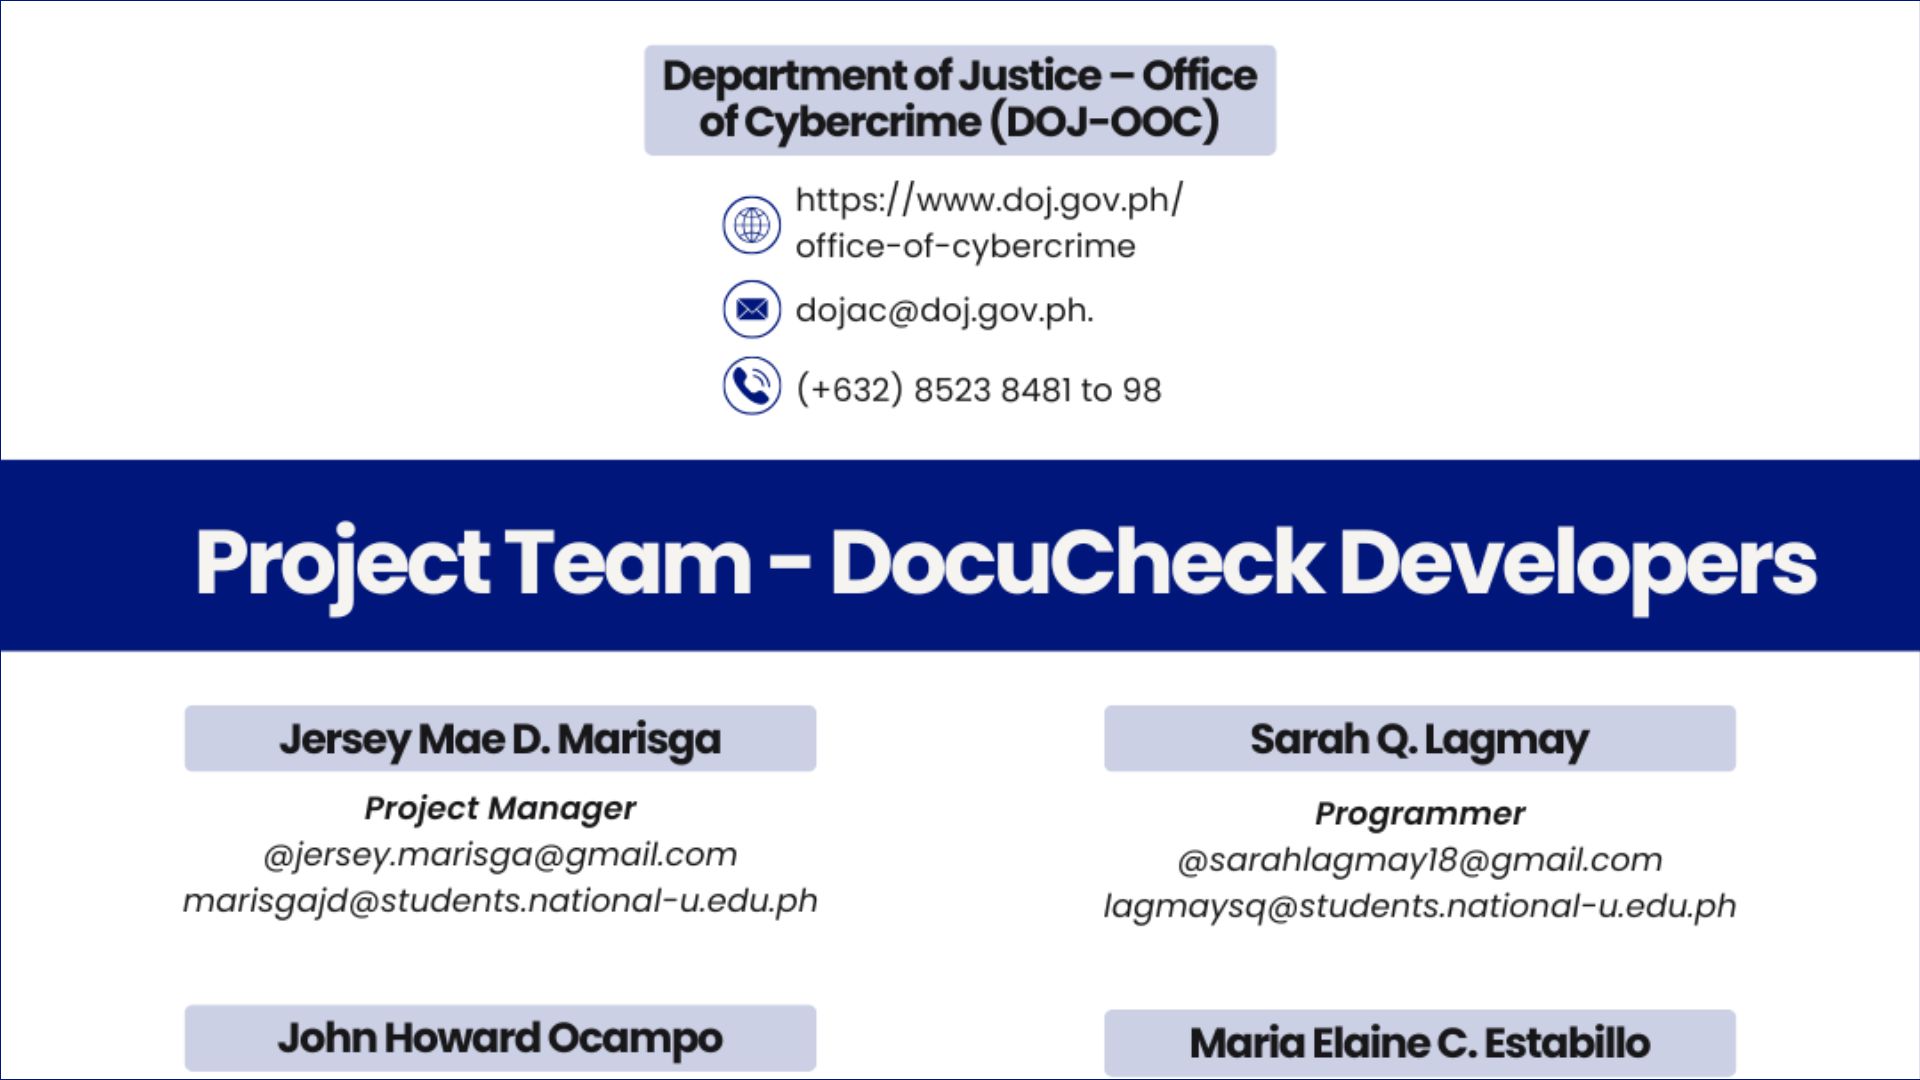 Department of Justice – Office
of Cybercrime (DOJ-OOC)
https://www.doj.gov.ph/
office-of-cybercrime
dojac@doj.gov.ph.
(+632) 8523 8481 to 98
Project Team - DocuCheck Developers
Jersey Mae D. Marisga
Project Manager
@jersey.marisga@gmail.com
marisgajd@students.national-u.edu.ph
Sarah Q. Lagmay
Programmer
@sarahlagmay18@gmail.com
lagmaysq@students.national-u.edu.ph
John Howard Ocampo
Maria Elaine C. Estabillo